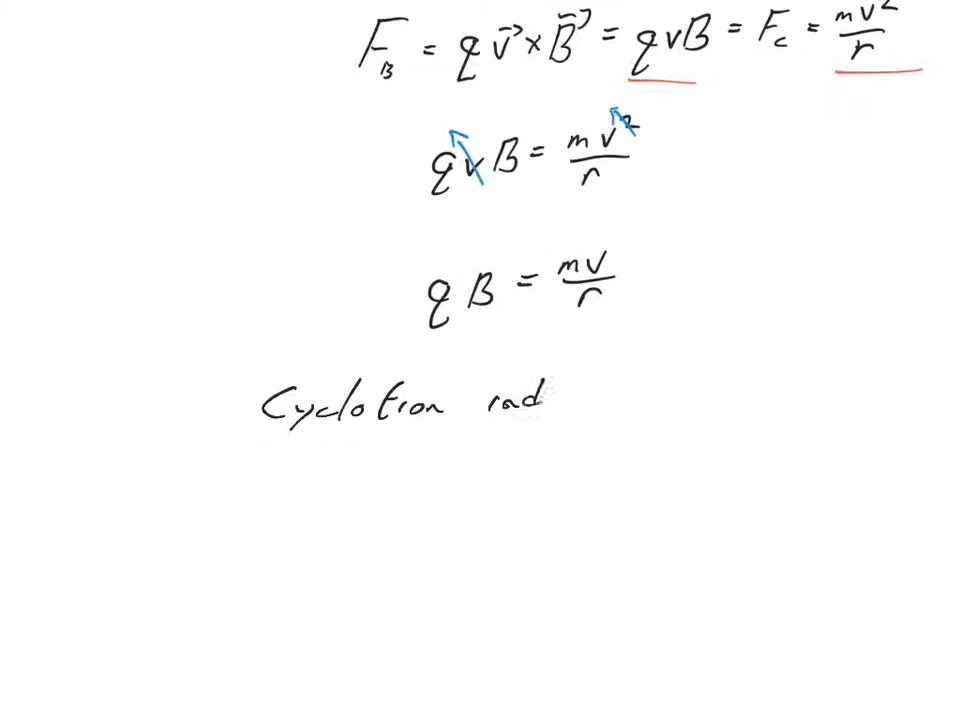 F_B = q v⃗ × B⃗ = qvB = F_c = mv²/r
qvB = mv²/r
qB = mv/r
Cyclotron rad